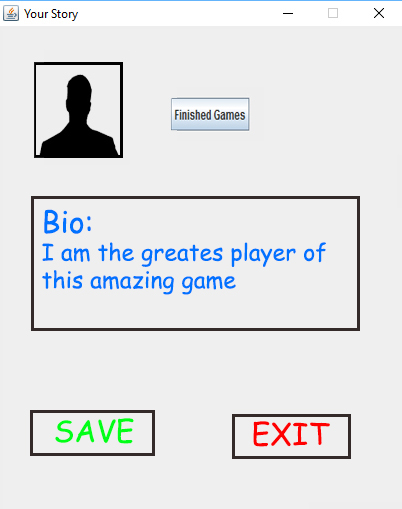 Your Story
Finished Games
Bio:
I am the greates player of
this amazing game
SAVE
EXIT